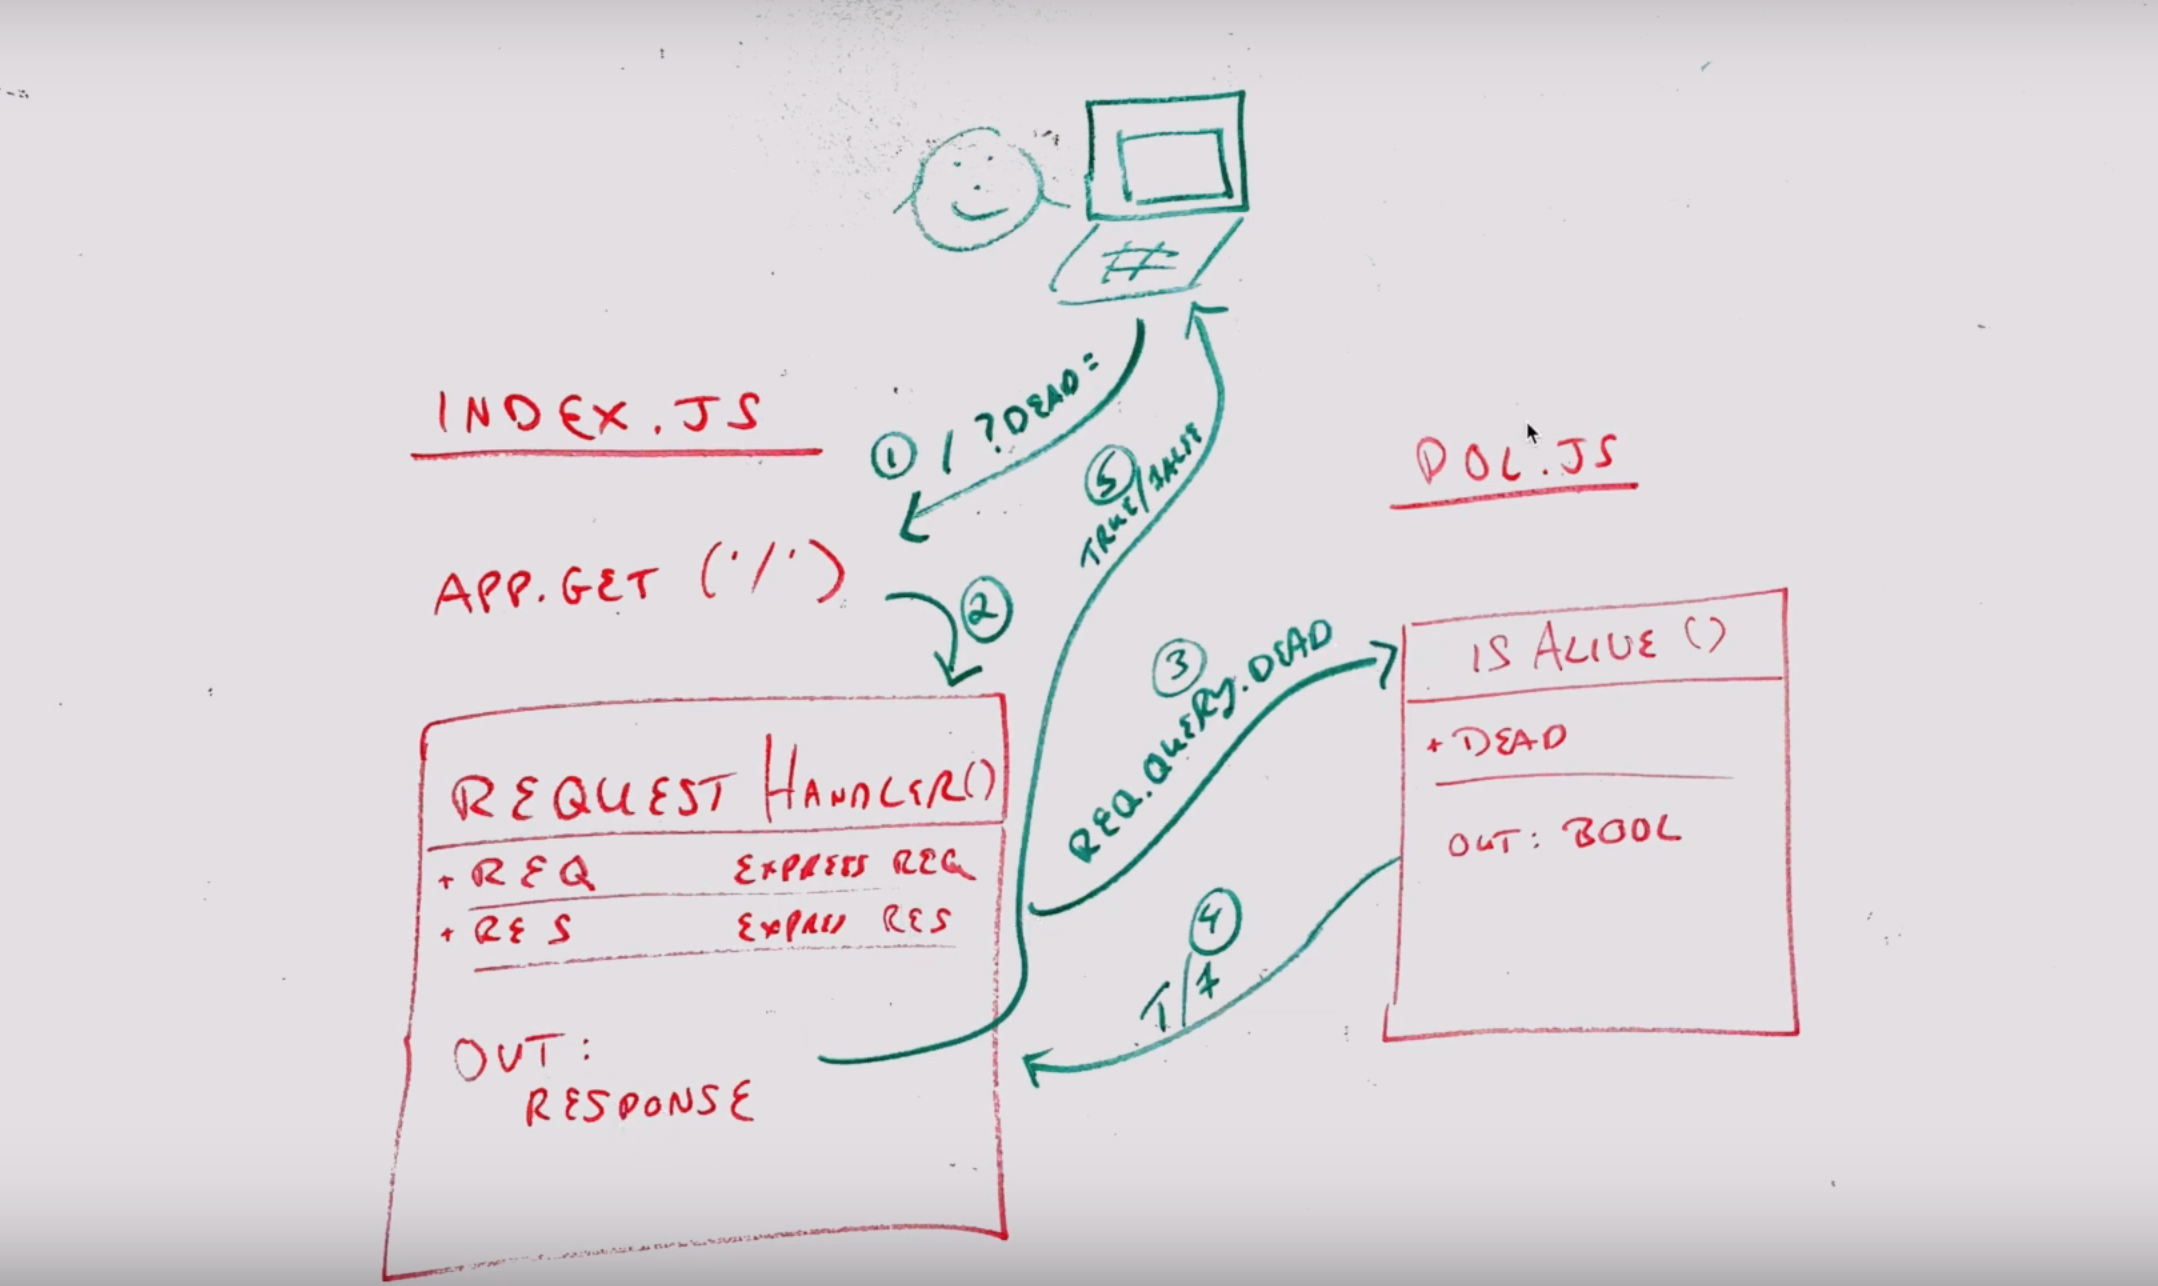 INDEX.JS
① / ?DEAD=
APP.GET ('/')
②
REQUEST HANDLER()
+ REQ EXPRESS REQ
+ RES EXPRESS RES
OUT:
RESPONSE
⑤
TRUE/FALSE
③
REQ.QUERY.DEAD
④
T/F
POL.JS
IS ALIVE ()
+ DEAD
OUT: BOOL